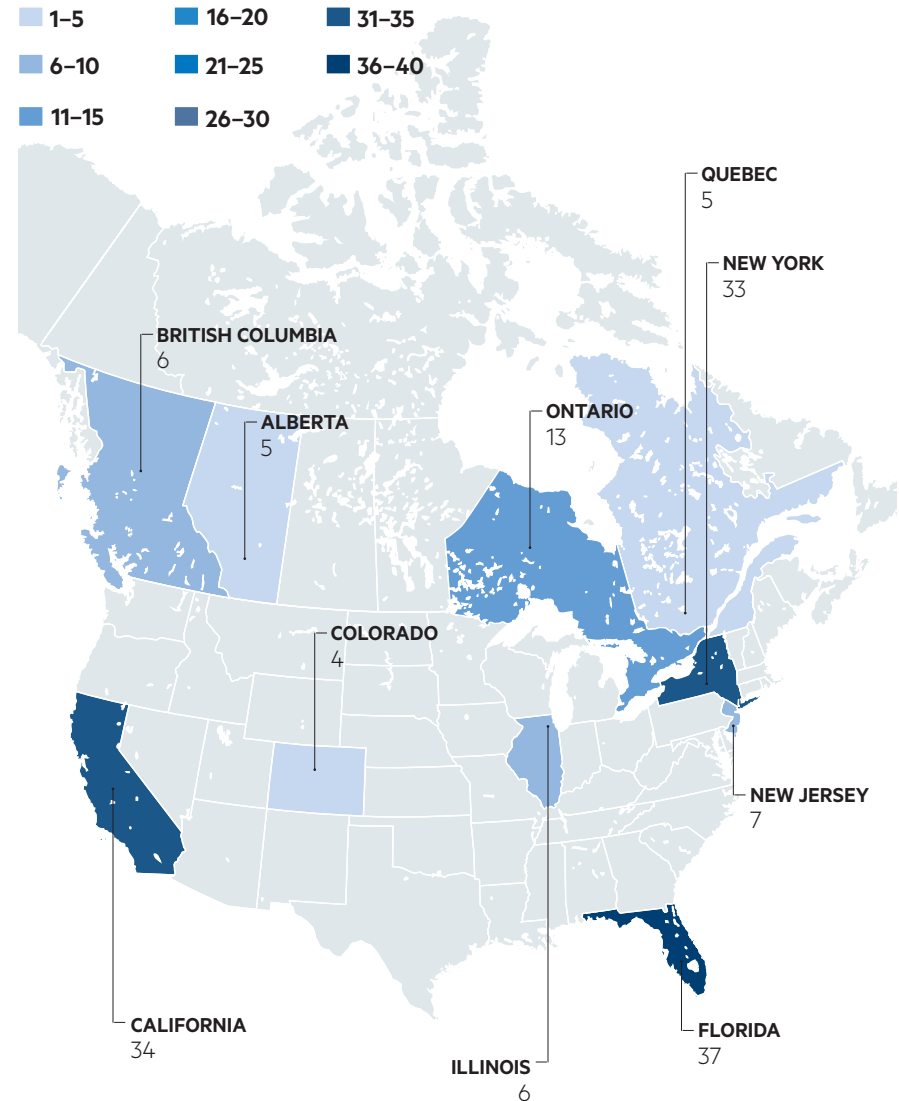 1–5
16–20
31–35
6–10
21–25
36–40
11–15
26–30
QUEBEC
5
NEW YORK
33
BRITISH COLUMBIA
6
ALBERTA
5
ONTARIO
13
COLORADO
4
NEW JERSEY
7
CALIFORNIA
34
FLORIDA
37
ILLINOIS
6